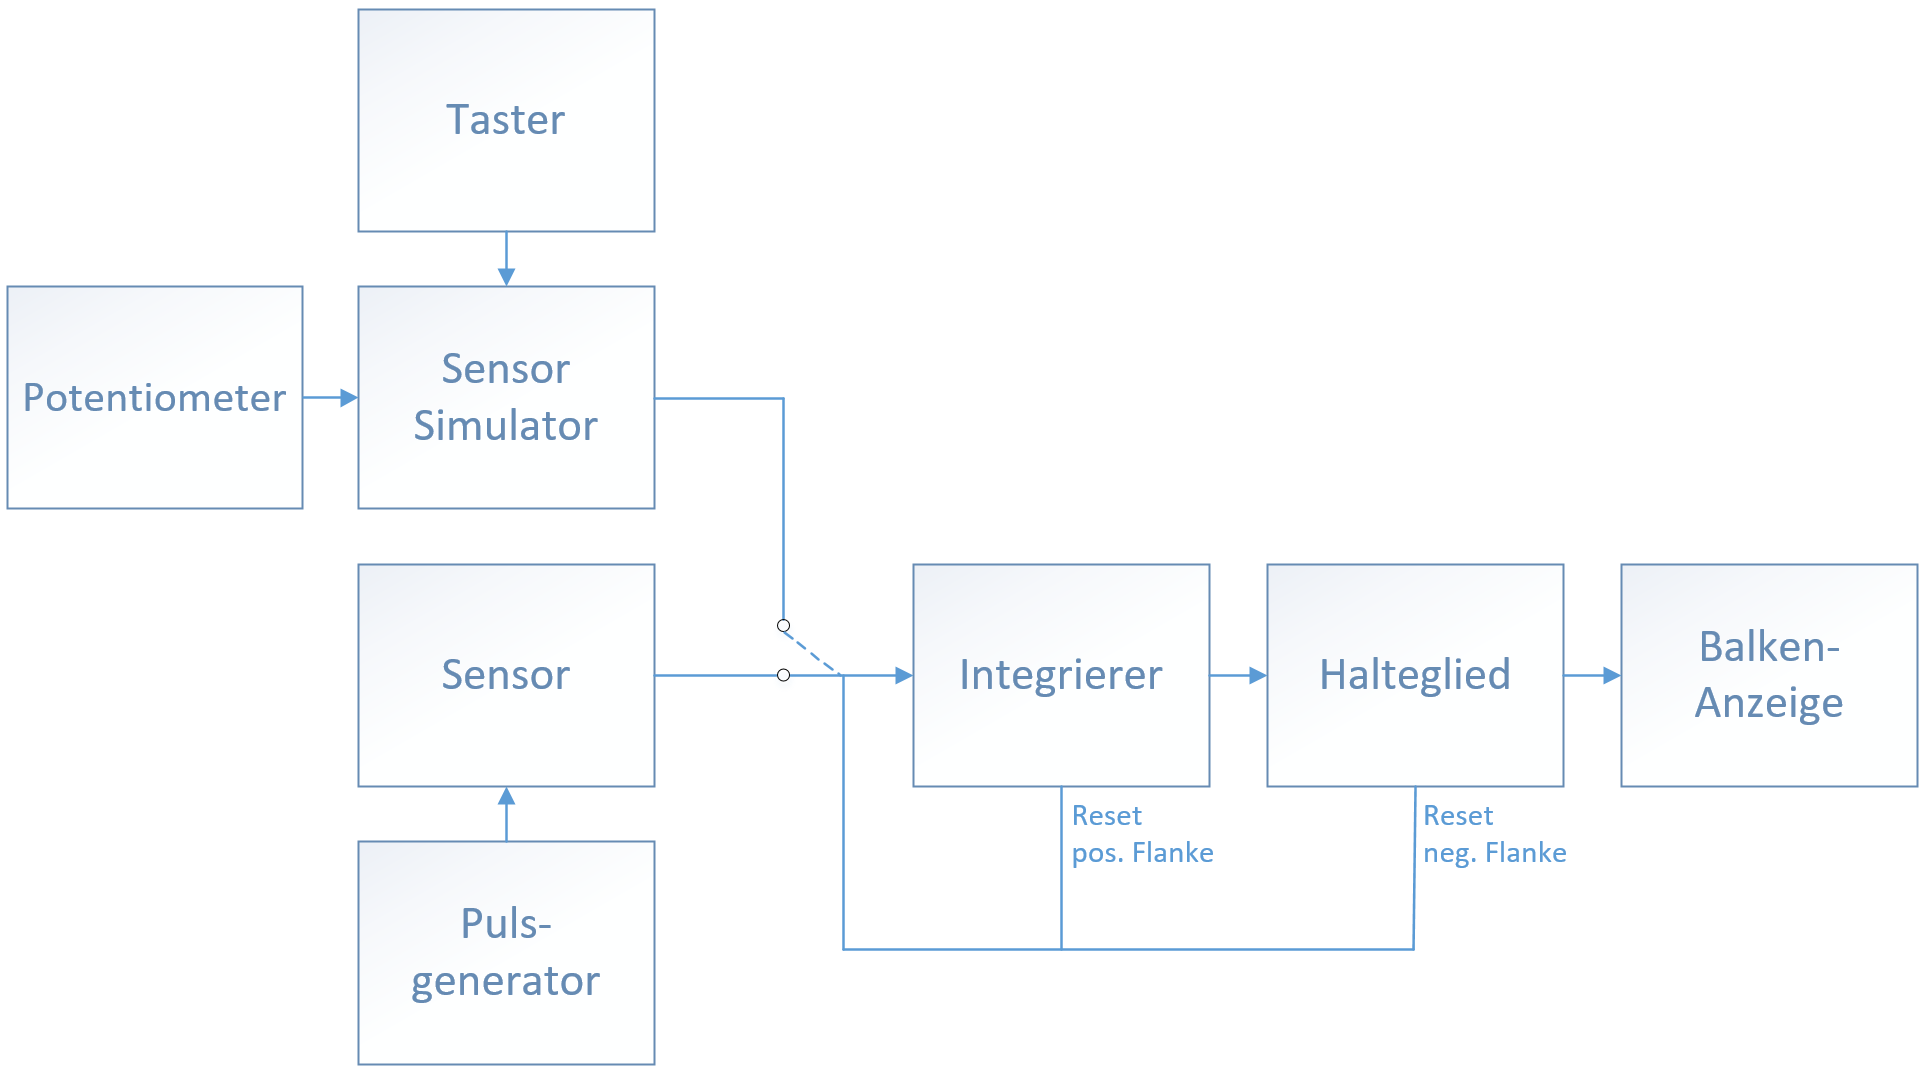 Taster
Potentiometer
Sensor
Simulator
Sensor
Integrierer
Halteglied
Balken-
Anzeige
Reset
pos. Flanke
Reset
neg. Flanke
Puls-
generator